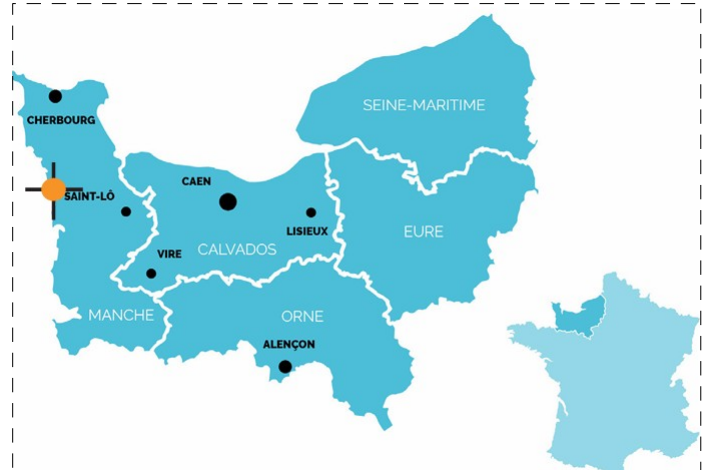 SEINE-MARITIME
CHERBOURG
CAEN
SAINT-LÔ
LISIEUX
EURE
CALVADOS
VIRE
MANCHE
ORNE
ALENÇON